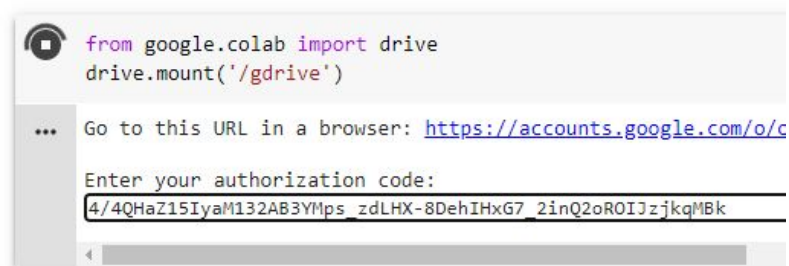 from google.colab import drive
drive.mount('/gdrive')
Go to this URL in a browser: https://accounts.google.com/o/o
Enter your authorization code:
4/4QHaZ15IyaM132AB3YMps_zdLHX-8DehIHxG7_2inQ2oROIJzjkqMBk